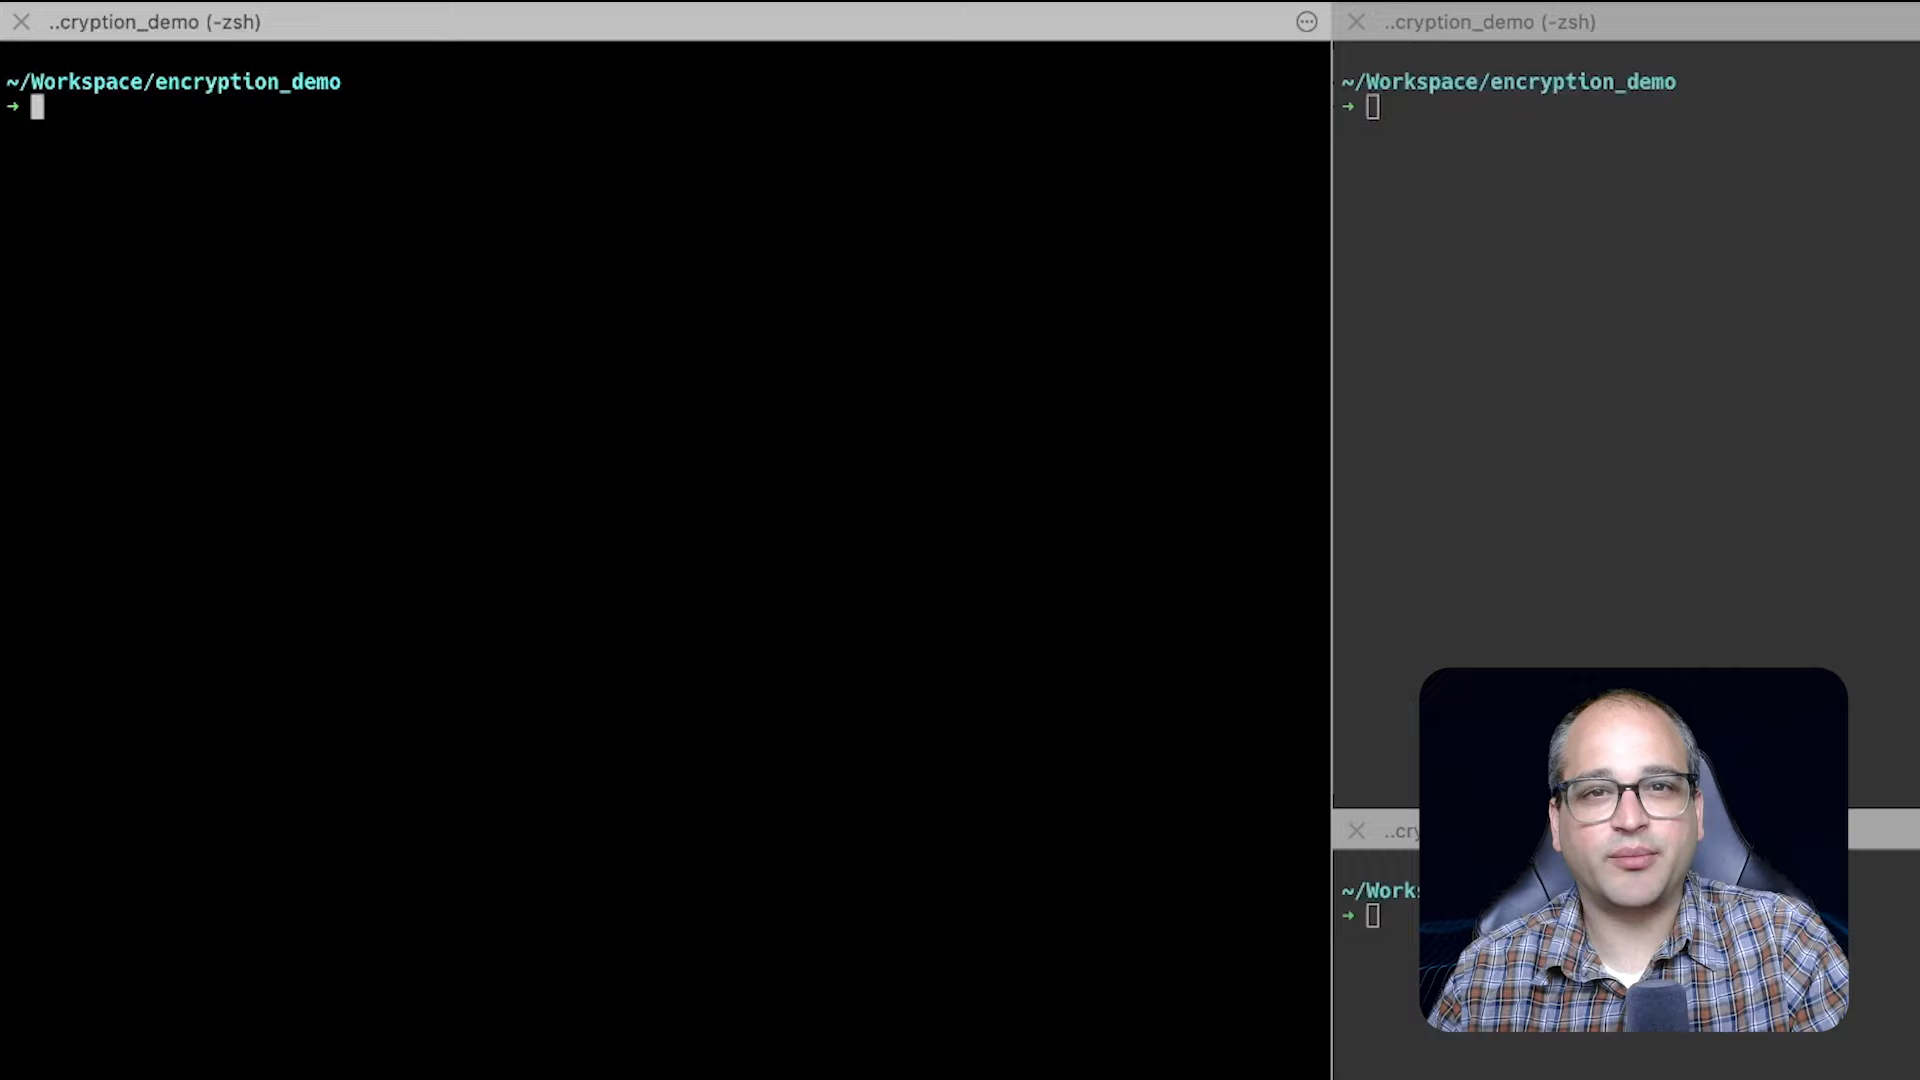 ..cryption_demo (-zsh)
~/Workspace/encryption_demo
→
..cryption_demo (-zsh)
~/Workspace/encryption_demo
→
..cry
~/Work
→